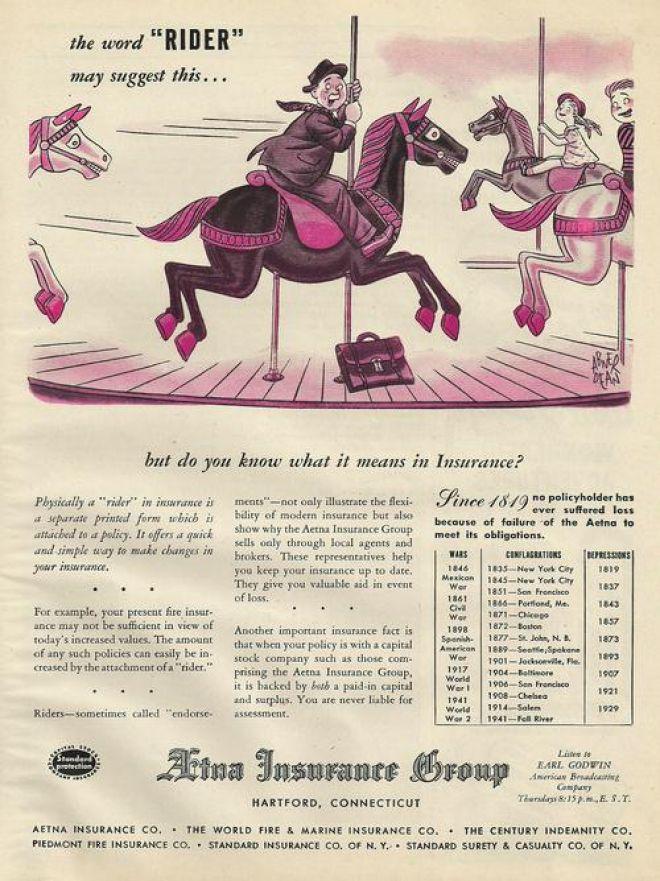 the word "RIDER"
may suggest this...
ABNER
DEAN
but do you know what it means in Insurance?
Physically a "rider" in insurance is
a separate printed form which is
attached to a policy. It offers a quick
and simple way to make changes in
your insurance.
• • •
For example, your present fire insur-
ance may not be sufficient in view of
today's increased values. The amount
of any such policies can easily be in-
creased by the attachment of a "rider."
• • •
Riders—sometimes called "endorse-
ments"—not only illustrate the flexi-
bility of modern insurance but also
show why the Aetna Insurance Group
sells only through local agents and
brokers. These representatives help
you keep your insurance up to date.
They give you valuable aid in event
of loss.
• • •
Another important insurance fact is
that when your policy is with a capital
stock company such as those com-
prising the Aetna Insurance Group,
it is backed by both a paid-in capital
and surplus. You are never liable for
assessment.
Since 1819 no policyholder has
ever suffered loss
because of failure of the Aetna to
meet its obligations.
WARS
1846
Mexican
War
1861
Civil
War
1898
Spanish-
American
War
1917
World
War 1
1941
World
War 2
CONFLAGRATIONS
1835—New York City
1845—New York City
1851—San Francisco
1866—Portland, Me.
1871—Chicago
1872—Boston
1877—St. John, N. B.
1889—Seattle; Spokane
1901—Jacksonville, Fla.
1904—Baltimore
1906—San Francisco
1908—Chelsea
1914—Salem
1941—Fall River
DEPRESSIONS
1819
1837
1843
1857
1873
1893
1907
1921
1929
CAPITAL STOCK
Standard
protection
Ætna Insurance Group
HARTFORD, CONNECTICUT
Listen to
EARL GODWIN
American Broadcasting
Company
Thursdays 8:15 p.m., E. S. T.
AETNA INSURANCE CO. • THE WORLD FIRE & MARINE INSURANCE CO. • THE CENTURY INDEMNITY CO.
PIEDMONT FIRE INSURANCE CO. • STANDARD INSURANCE CO. OF N. Y. • STANDARD SURETY & CASUALTY CO. OF N. Y.